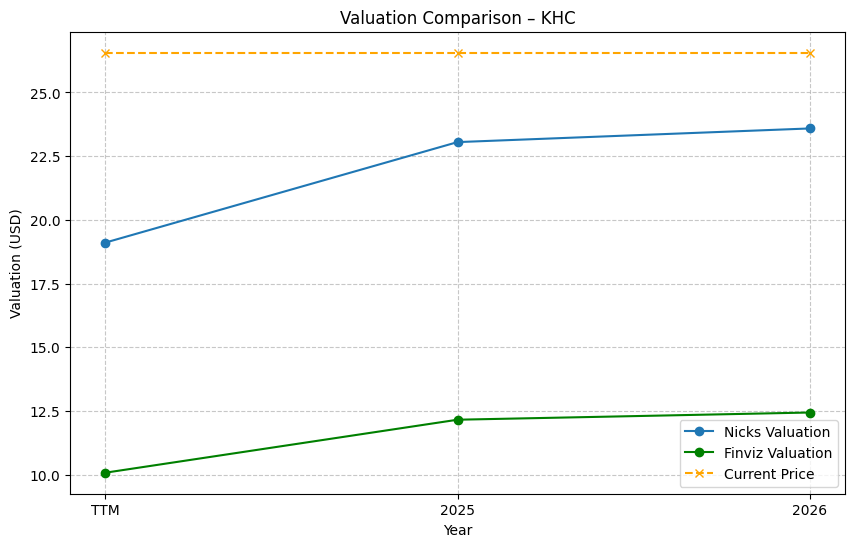 Valuation Comparison – KHC
Valuation (USD)
25.0
22.5
20.0
17.5
15.0
12.5
10.0
TTM
2025
2026
Year
Nicks Valuation
Finviz Valuation
Current Price